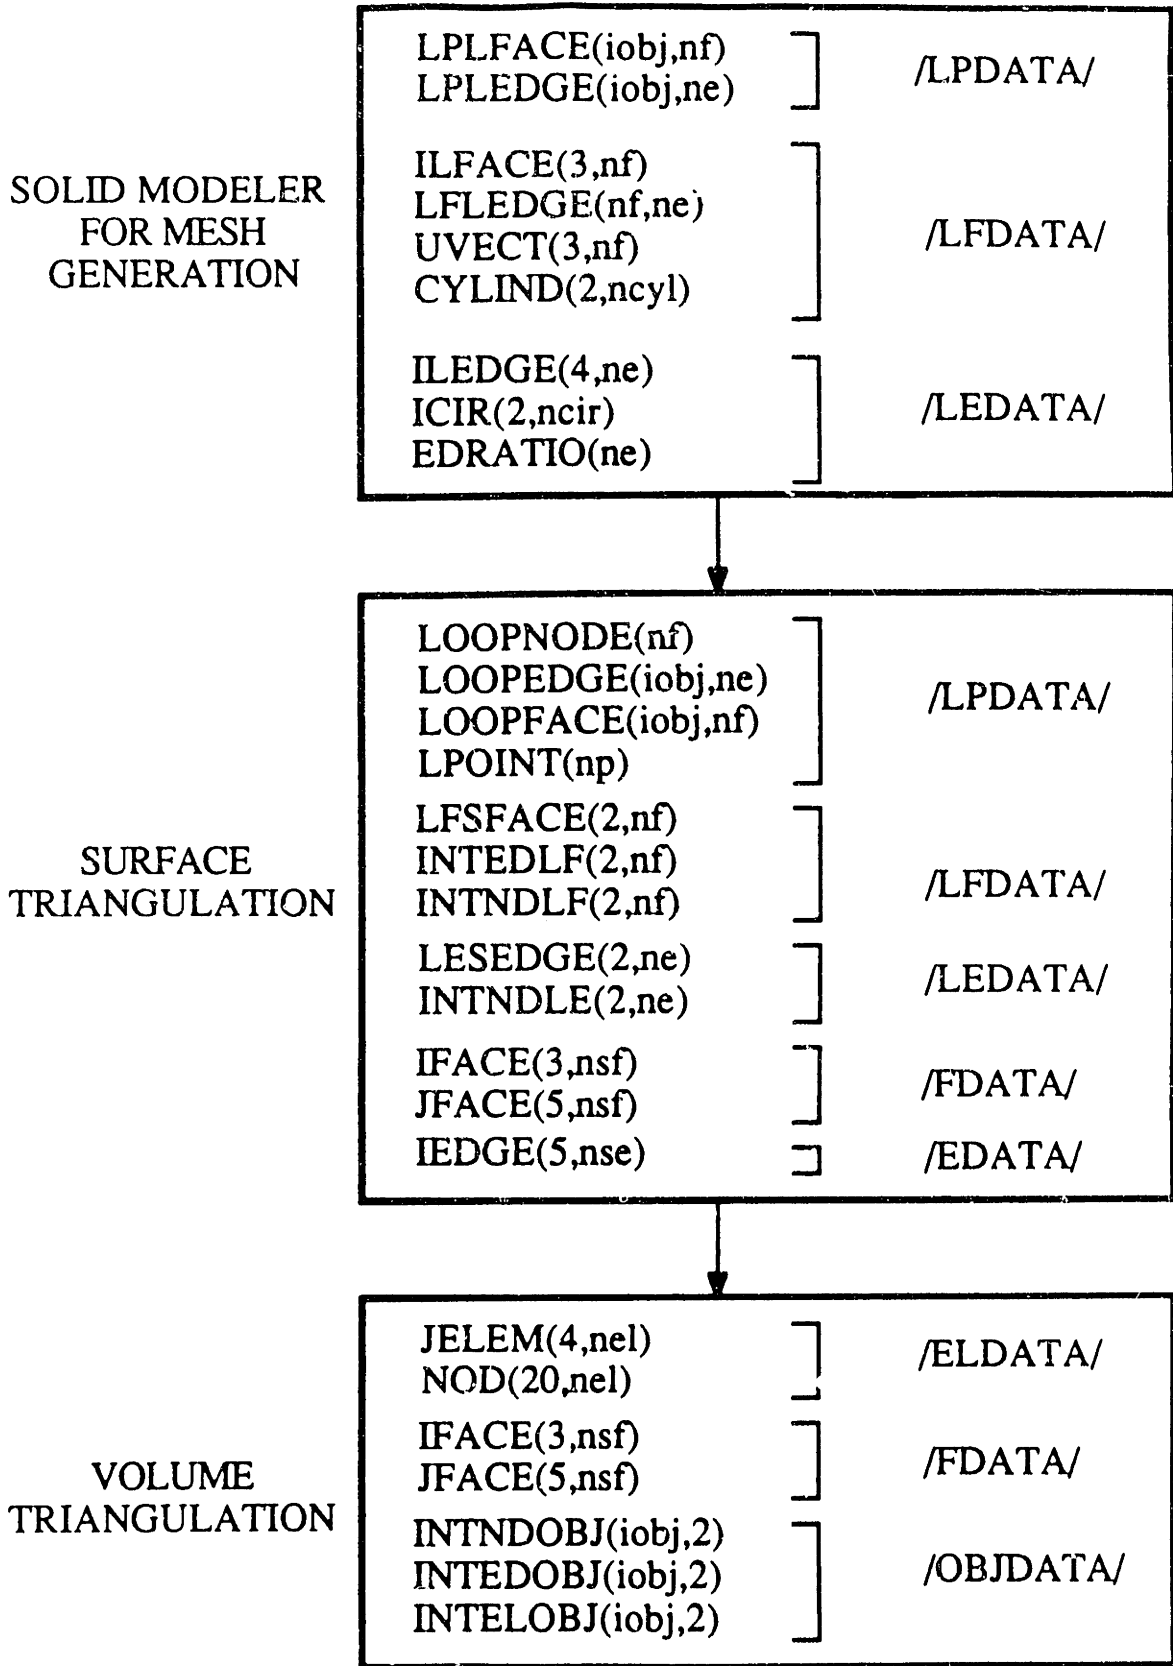 LPLFACE(iobj,nf)
LPLEDGE(iobj,ne)
/LPDATA/
SOLID MODELER
FOR MESH
GENERATION
ILFACE(3,nf)
LFLEDGE(nf,ne)
UVECT(3,nf)
CYLIND(2,ncyl)
/LFDATA/
ILEDGE(4,ne)
ICIR(2,ncir)
EDRATIO(ne)
/LEDATA/
LOOPNODE(nf)
LOOPEDGE(iobj,ne)
LOOPFACE(iobj,nf)
LPOINT(np)
/LPDATA/
SURFACE
TRIANGULATION
LFSFACE(2,nf)
INTEDLF(2,nf)
INTNDLF(2,nf)
/LFDATA/
LESEDGE(2,ne)
INTNDLE(2,ne)
/LEDATA/
IFACE(3,nsf)
JFACE(5,nsf)
/FDATA/
IEDGE(5,nse)
/EDATA/
JELEM(4,nel)
NOD(20,nel)
/ELDATA/
VOLUME
TRIANGULATION
IFACE(3,nsf)
JFACE(5,nsf)
/FDATA/
INTNDOBJ(iobj,2)
INTEDOBJ(iobj,2)
INTELOBJ(iobj,2)
/OBJDATA/